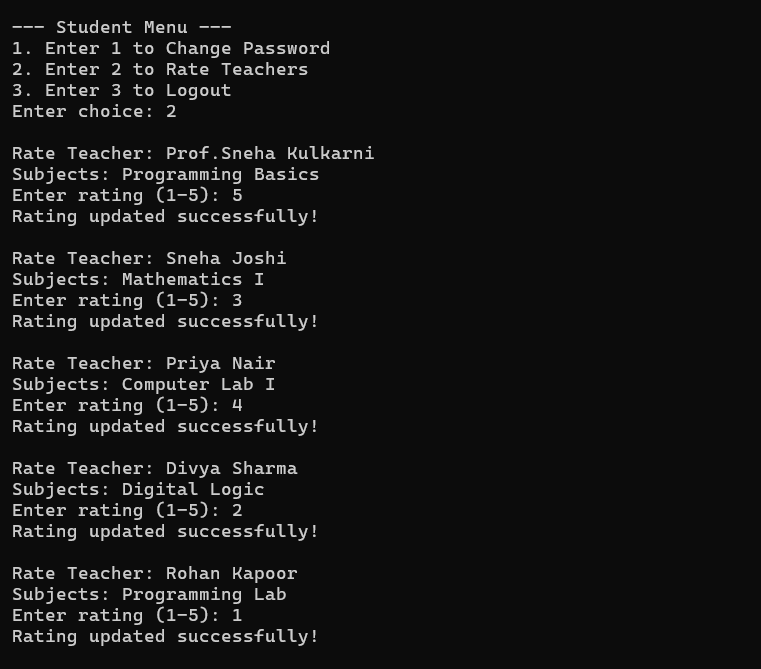 --- Student Menu ---
1. Enter 1 to Change Password
2. Enter 2 to Rate Teachers
3. Enter 3 to Logout
Enter choice: 2
Rate Teacher: Prof.Sneha Kulkarni
Subjects: Programming Basics
Enter rating (1-5): 5
Rating updated successfully!
Rate Teacher: Sneha Joshi
Subjects: Mathematics I
Enter rating (1-5): 3
Rating updated successfully!
Rate Teacher: Priya Nair
Subjects: Computer Lab I
Enter rating (1-5): 4
Rating updated successfully!
Rate Teacher: Divya Sharma
Subjects: Digital Logic
Enter rating (1-5): 2
Rating updated successfully!
Rate Teacher: Rohan Kapoor
Subjects: Programming Lab
Enter rating (1-5): 1
Rating updated successfully!